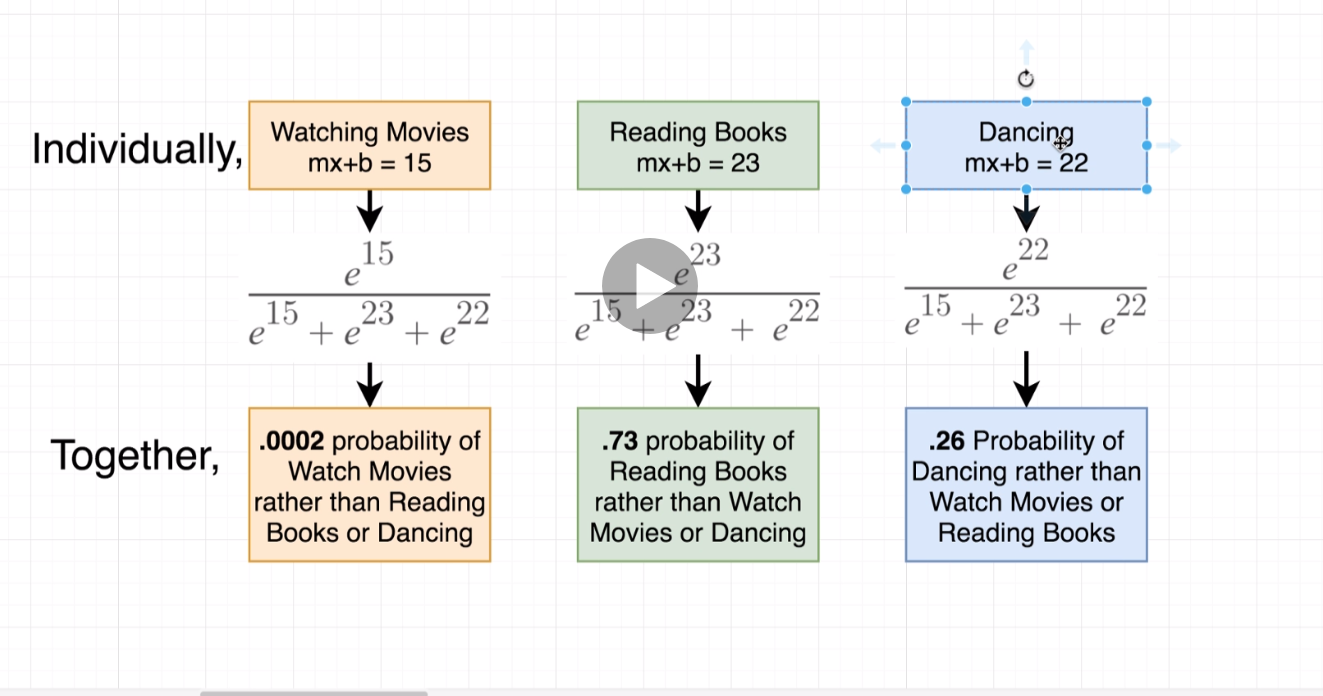 Individually,
Watching Movies
mx+b = 15
Reading Books
mx+b = 23
Dancing
mx+b = 22
e^15
e^15 + e^23 + e^22
e^23
e^15 + e^23 + e^22
e^22
e^15 + e^23 + e^22
Together,
.0002 probability of
Watch Movies
rather than Reading
Books or Dancing
.73 probability of
Reading Books
rather than Watch
Movies or Dancing
.26 Probability of
Dancing rather than
Watch Movies or
Reading Books